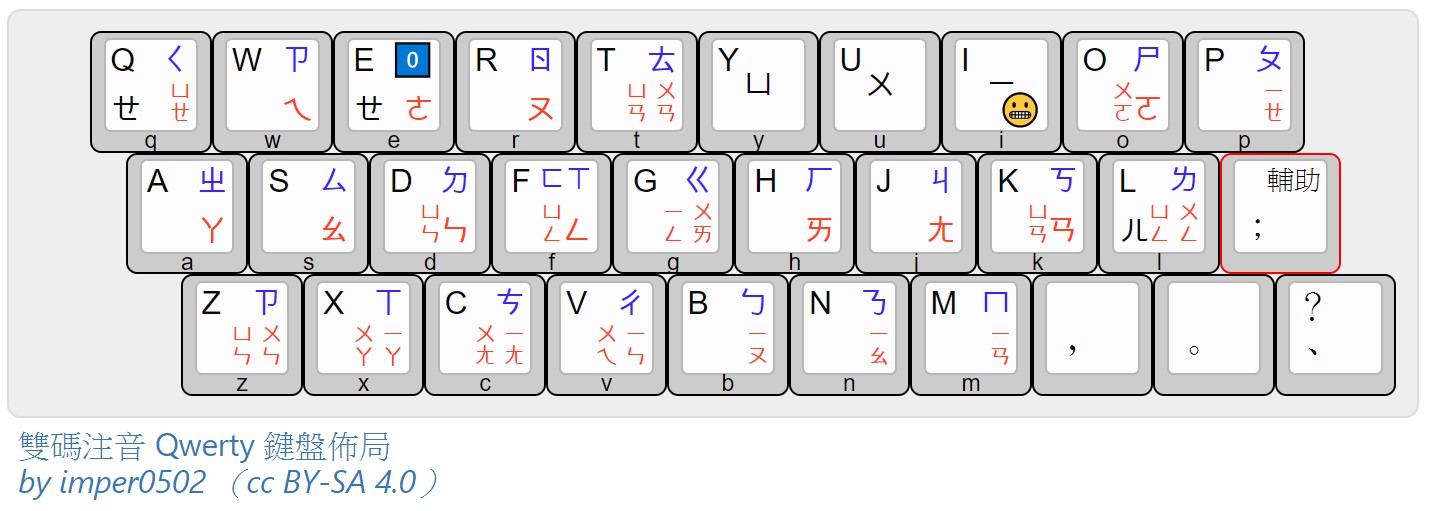 Q ㄑ W ㄗ E 0 R ㄖ T ㄊ Y U I O ㄕ P ㄆ
ㄝ ㄩㄝ ㄟ ㄝ ㄜ ㄡ ㄩㄢ ㄨㄢ ㄩ ㄨ ㄧ ㄨㄛ ㄛ ㄧㄝ
q w e r t y u i o p
A ㄓ S ㄙ D ㄉ F ㄈ ㄒ G ㄍ H ㄏ J ㄐ K ㄎ L ㄌ 輔助
ㄚ ㄠ ㄩㄣ ㄣ ㄩㄥ ㄥ ㄧㄥ ㄨㄞ ㄞ ㄤ ㄩㄢ ㄢ ㄦ ㄩㄥ ㄨㄥ ；
a s d f g h j k l
Z ㄗ X ㄒ C ㄘ V ㄔ B ㄅ N ㄋ M ㄇ ？
ㄩㄣ ㄨㄣ ㄨㄚ ㄧㄚ ㄨㄤ ㄧㄤ ㄨㄟ ㄧㄣ ㄧㄡ ㄧㄠ ㄧㄢ ， 。 、
z x c v b n m
雙碼注音 Qwerty 鍵盤佈局
by imper0502 （cc BY-SA 4.0 ）